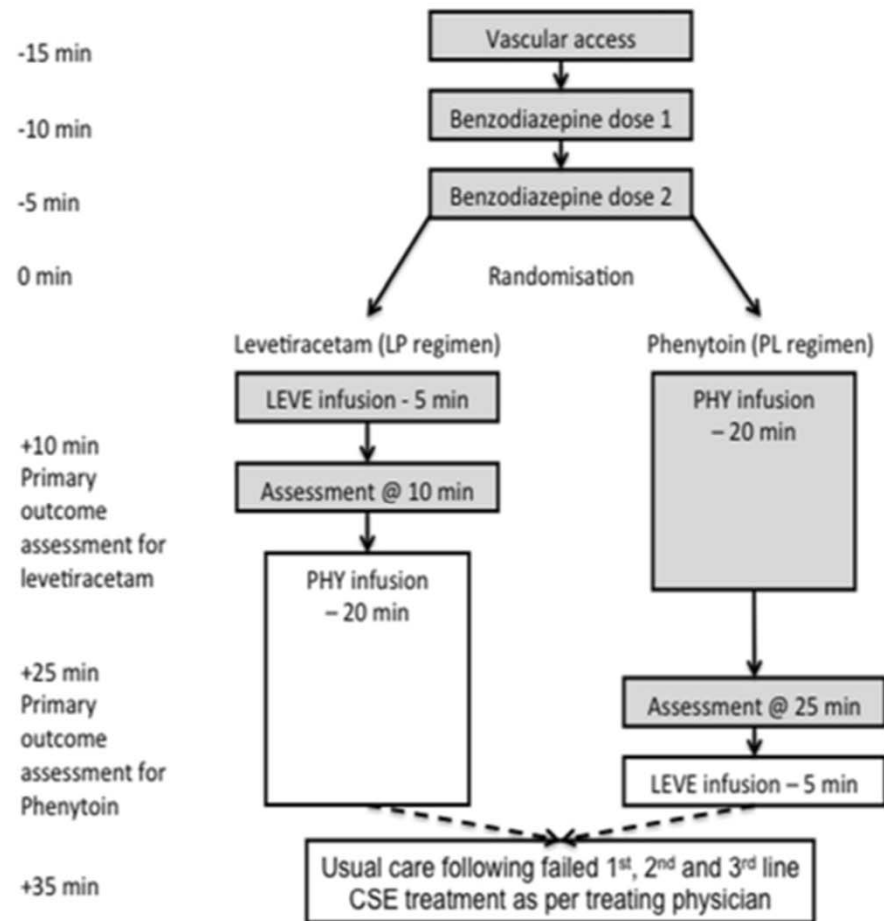 -15 min
Vascular access
-10 min
Benzodiazepine dose 1
-5 min
Benzodiazepine dose 2
0 min
Randomisation
Levetiracetam (LP regimen)
Phenytoin (PL regimen)
LEVE infusion - 5 min
PHY infusion
– 20 min
+10 min
Primary
outcome
assessment for
levetiracetam
Assessment @ 10 min
PHY infusion
– 20 min
+25 min
Primary
outcome
assessment for
Phenytoin
Assessment @ 25 min
LEVE infusion – 5 min
+35 min
Usual care following failed 1st, 2nd and 3rd line
CSE treatment as per treating physician